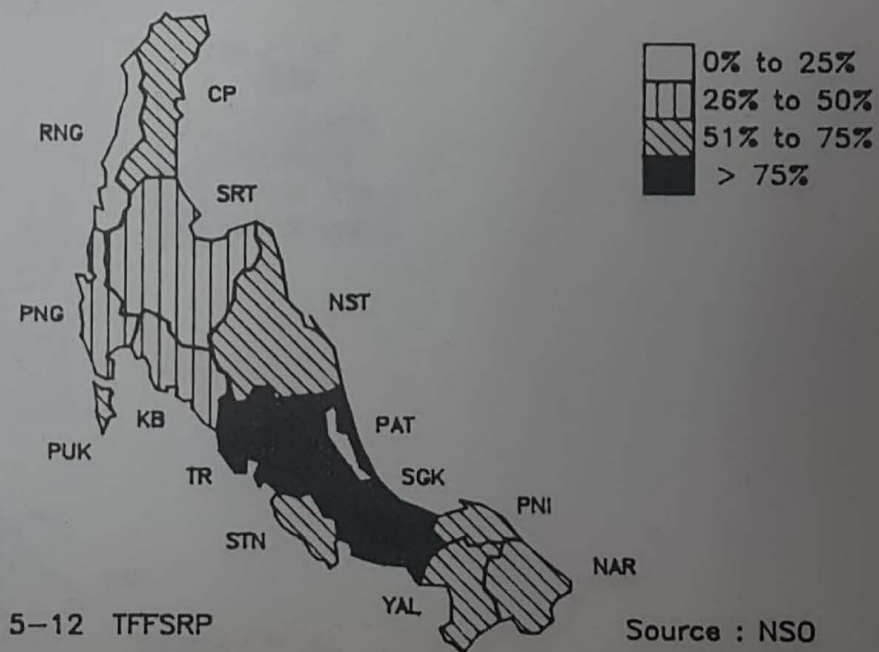 0% to 25%
26% to 50%
51% to 75%
> 75%
CP
RNG
SRT
NST
PNG
KB
PUK
PAT
TR
SGK
PNI
STN
NAR
YAL
5-12 TFFSRP
Source : NSO